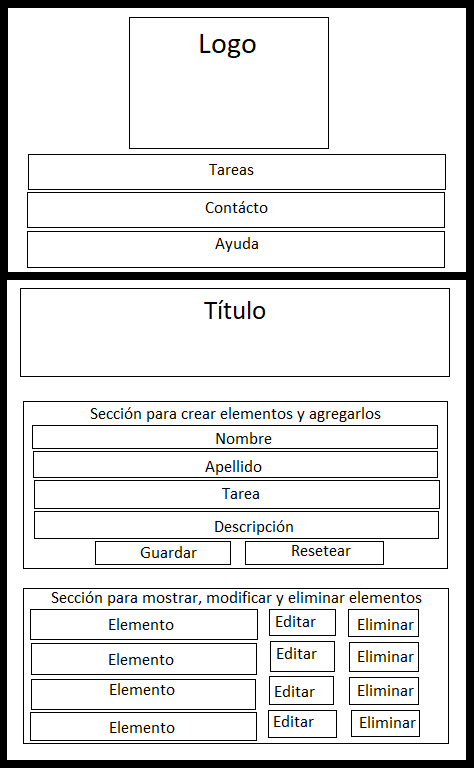 Logo
Tareas
Contácto
Ayuda
Título
Sección para crear elementos y agregarlos
Nombre
Apellido
Tarea
Descripción
Guardar Resetear
Sección para mostrar, modificar y eliminar elementos
Elemento Editar Eliminar
Elemento Editar Eliminar
Elemento Editar Eliminar
Elemento Editar Eliminar